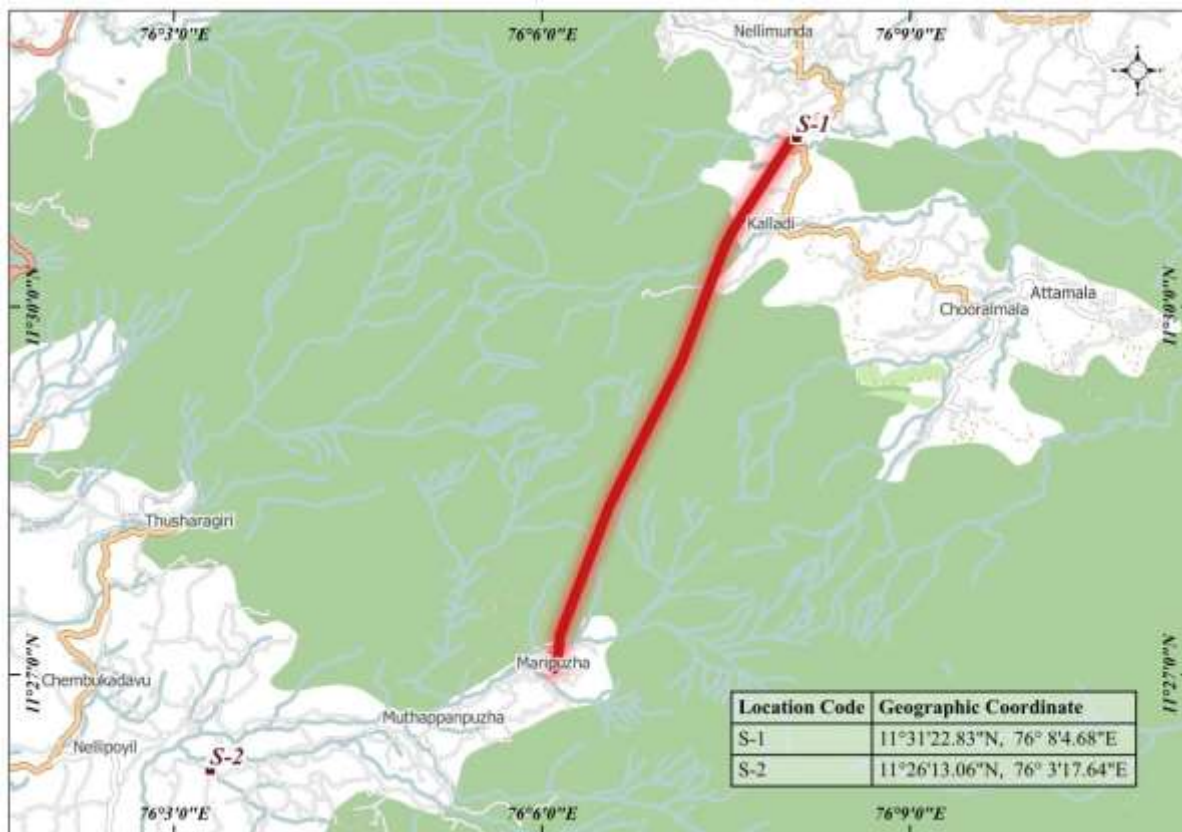 76°3'0"E 76°6'0"E 76°9'0"E
Nellimunda
S-1
Kalladi
11°30'0"N 11°30'0"N
Attamala
Chooralmala
Thusharagiri
11°27'0"N 11°27'0"N
Maripuzha
Chembukadavu
Muthappanpuzha
Nellipoyil
S-2
Location Code Geographic Coordinate
S-1 11°31'22.83"N, 76° 8'4.68"E
S-2 11°26'13.06"N, 76° 3'17.64"E
76°3'0"E 76°6'0"E 76°9'0"E